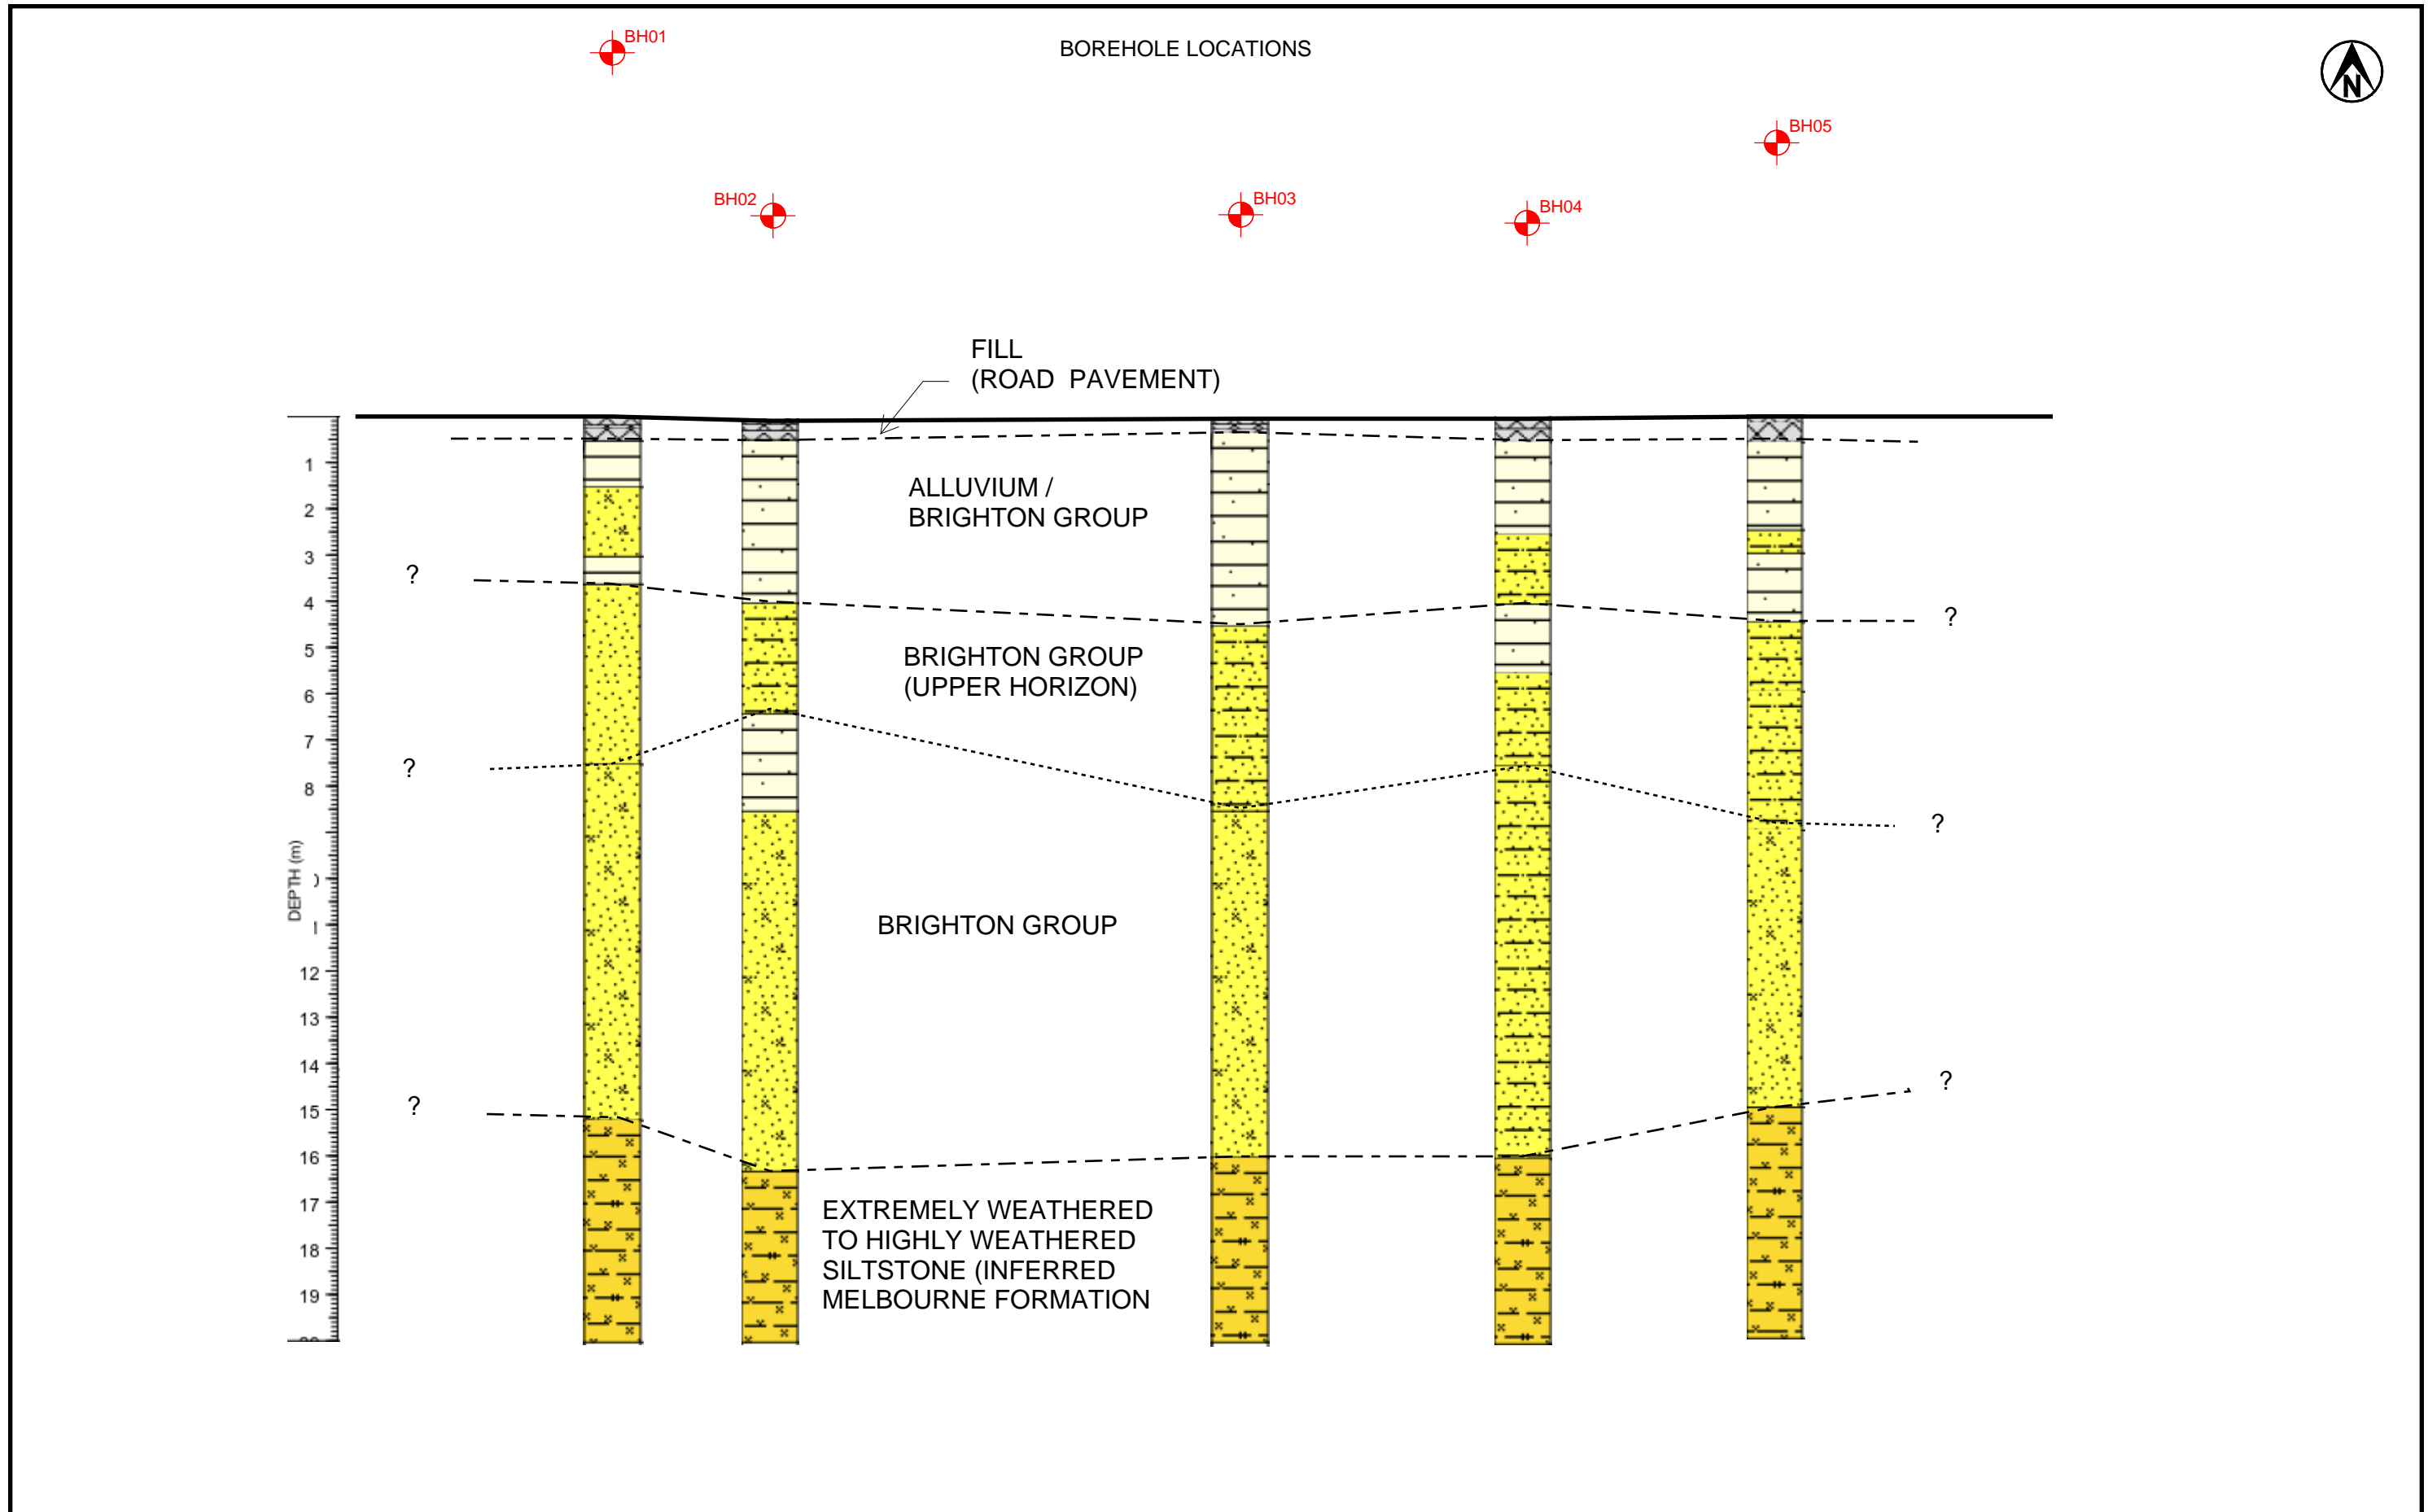 BH01
BOREHOLE LOCATIONS
N
BH05
BH02
BH03
BH04
FILL
(ROAD PAVEMENT)
1
ALLUVIUM /
2
BRIGHTON GROUP
3
?
4
?
5
BRIGHTON GROUP
6
(UPPER HORIZON)
7
?
8
?
DEPTH (m)
BRIGHTON GROUP
12
13
14
?
15
?
16
17
EXTREMELY WEATHERED
TO HIGHLY WEATHERED
18
SILTSTONE (INFERRED
19
MELBOURNE FORMATION